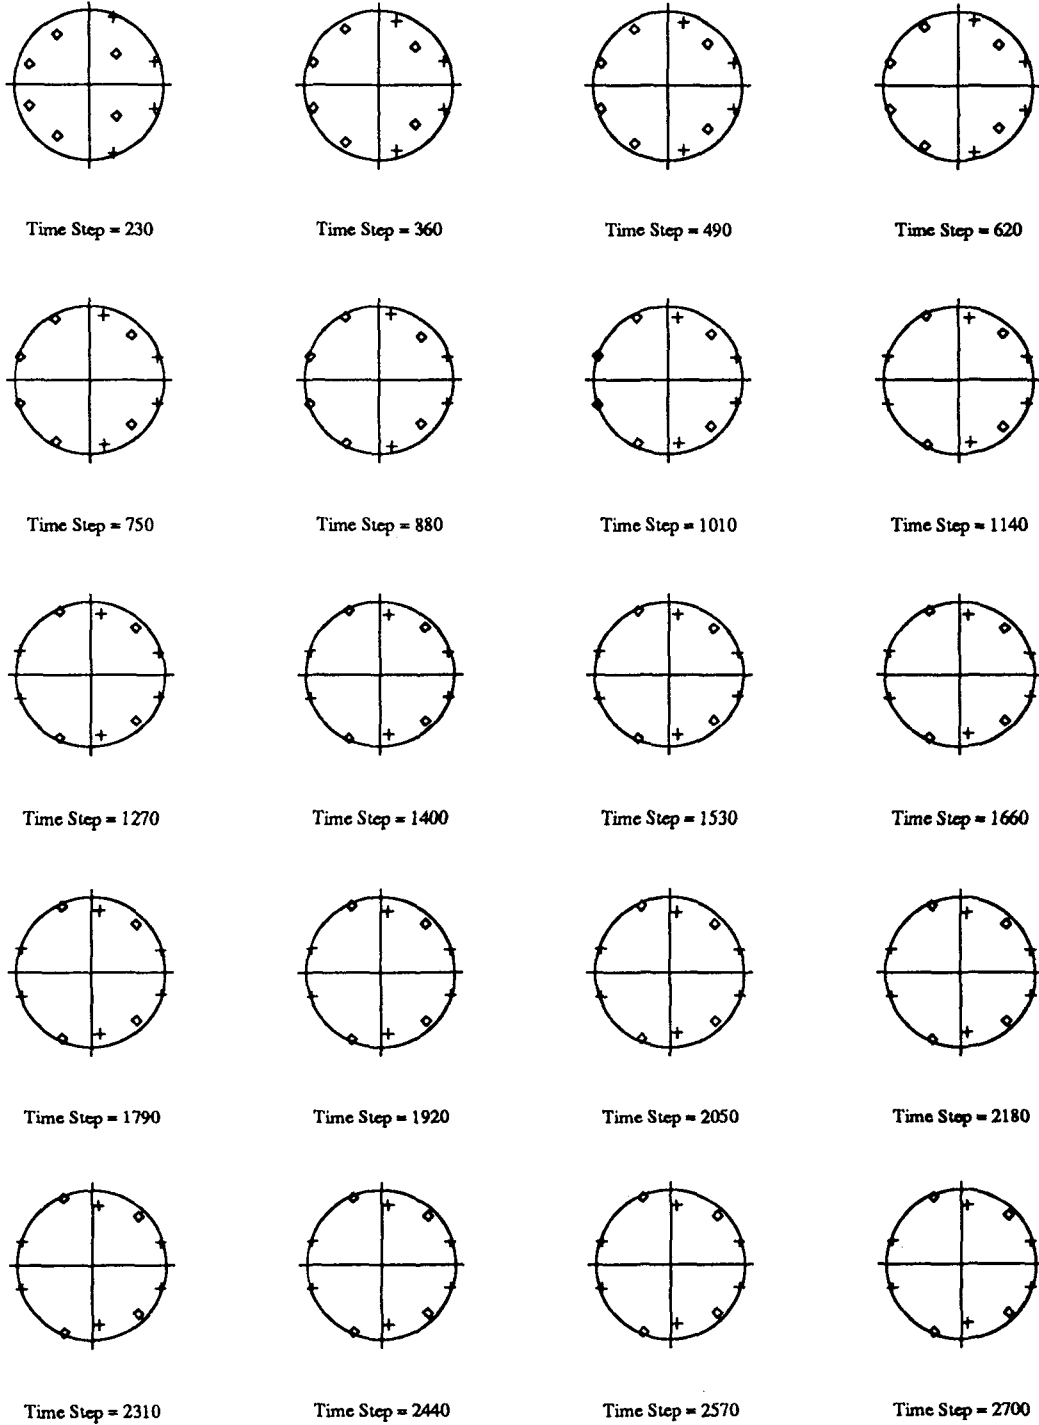 Time Step = 230 Time Step = 360 Time Step = 490 Time Step = 620
Time Step = 750 Time Step = 880 Time Step = 1010 Time Step = 1140
Time Step = 1270 Time Step = 1400 Time Step = 1530 Time Step = 1660
Time Step = 1790 Time Step = 1920 Time Step = 2050 Time Step = 2180
Time Step = 2310 Time Step = 2440 Time Step = 2570 Time Step = 2700